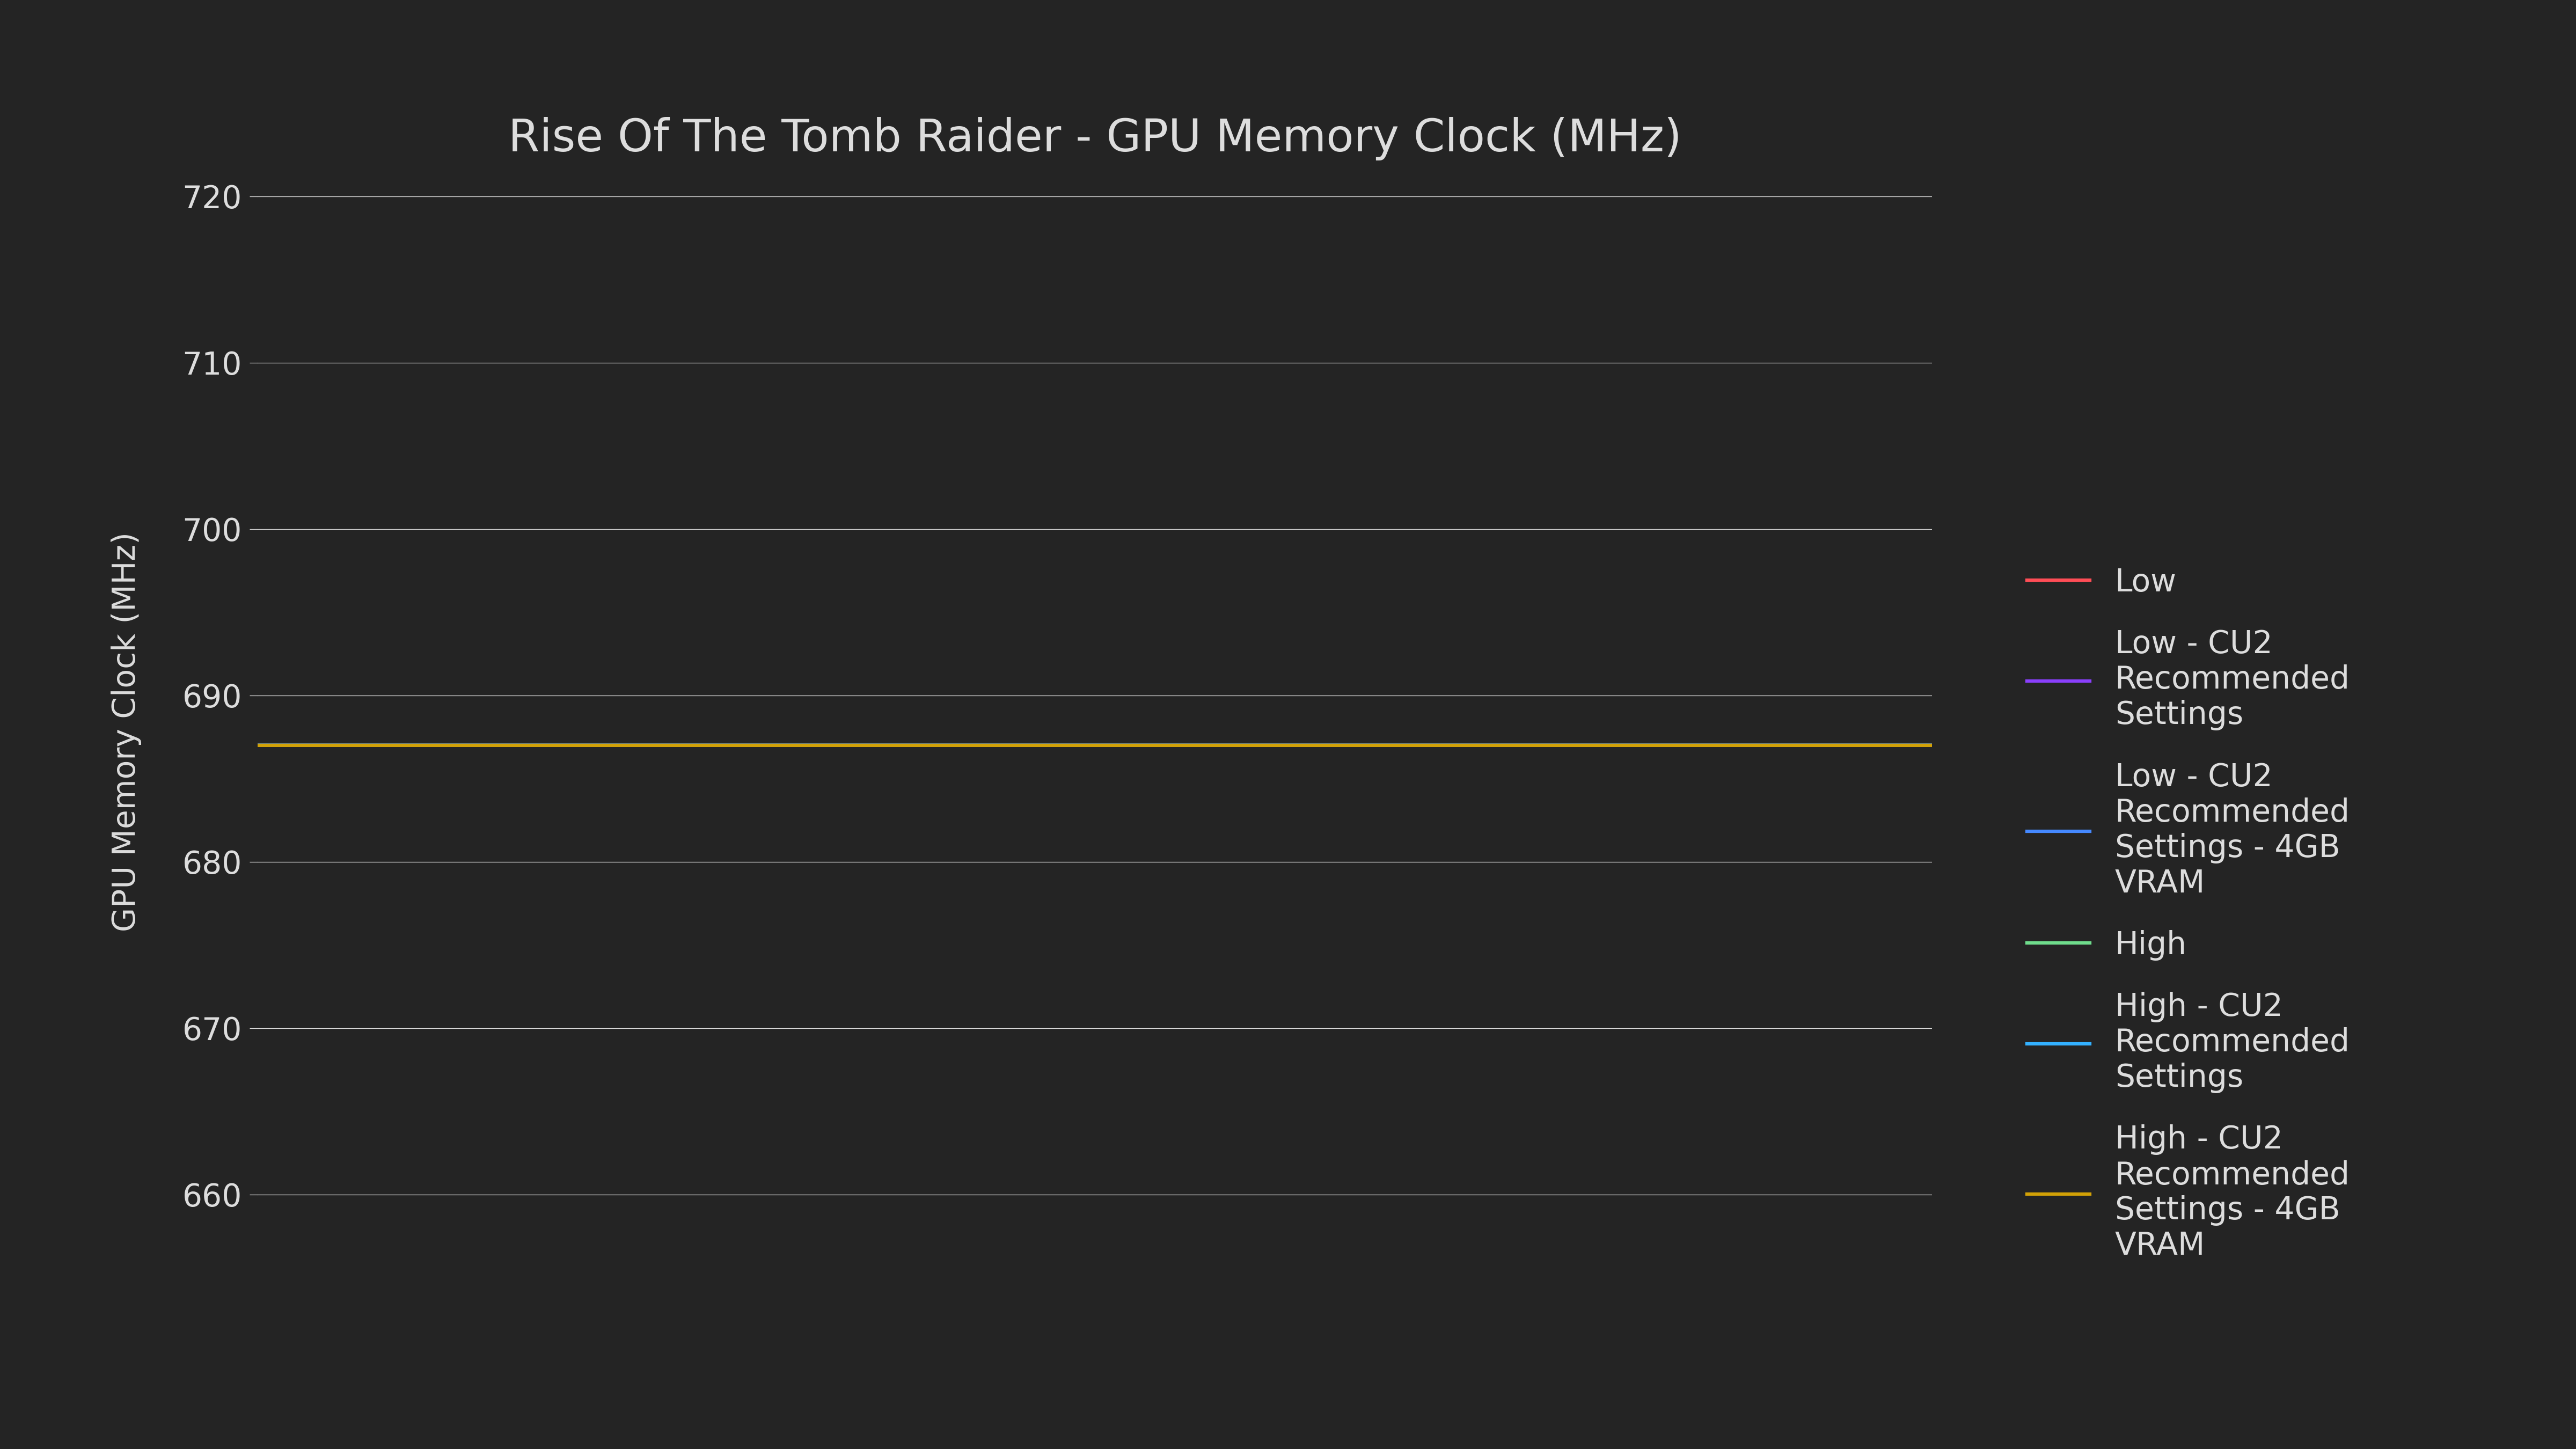 Rise Of The Tomb Raider - GPU Memory Clock (MHz)
GPU Memory Clock (MHz)
720
710
700
690
680
670
660
Low
Low - CU2
Recommended
Settings
Low - CU2
Recommended
Settings - 4GB
VRAM
High
High - CU2
Recommended
Settings
High - CU2
Recommended
Settings - 4GB
VRAM